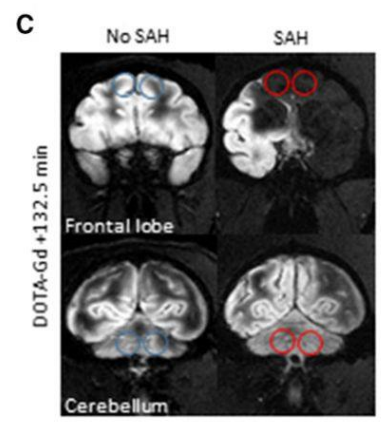 C
No SAH
SAH
DOTA-Gd +132.5 min
Frontal lobe
Cerebellum